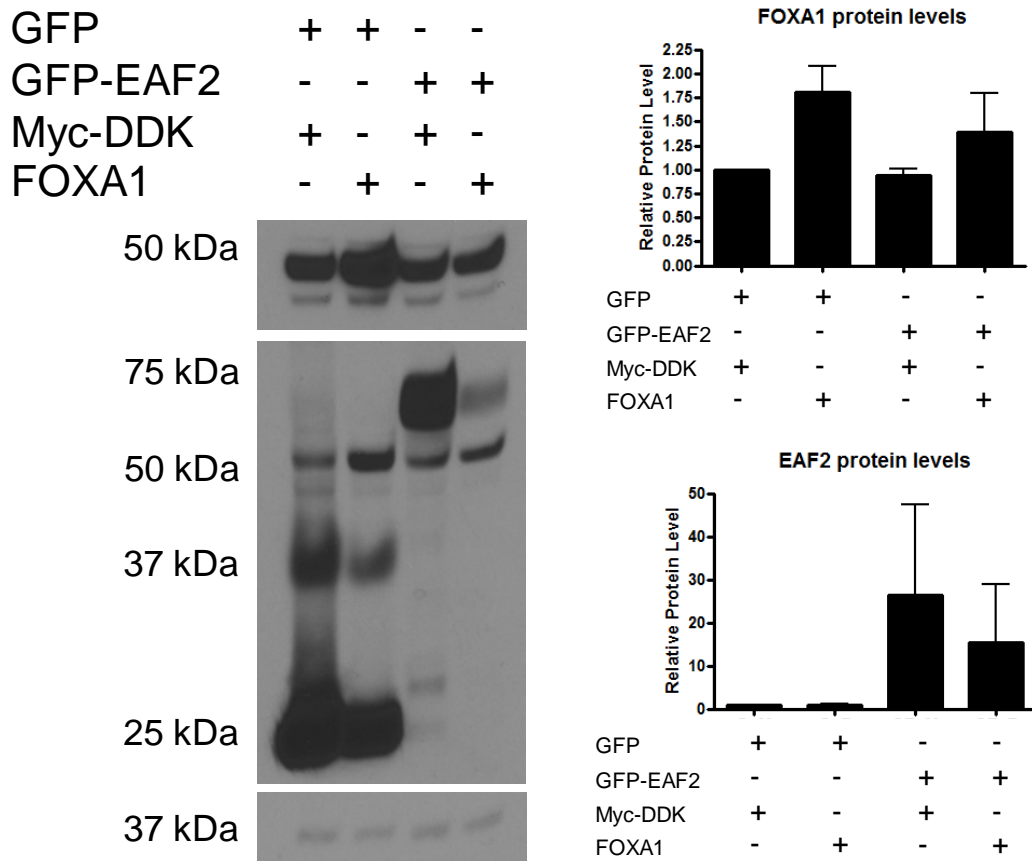 GFP + + - -
GFP-EAF2 - - + +
Myc-DDK + - + -
FOXA1 - + - +
50 kDa
75 kDa
50 kDa
37 kDa
25 kDa
37 kDa
FOXA1 protein levels
Relative Protein Level
2.25
2.00
1.75
1.50
1.25
1.00
0.75
0.50
0.25
0.00
GFP + + - -
GFP-EAF2 - - + +
Myc-DDK + - + -
FOXA1 - + - +
EAF2 protein levels
Relative Protein Level
50
40
30
20
10
0
GFP + + - -
GFP-EAF2 - - + +
Myc-DDK + - + -
FOXA1 - + - +